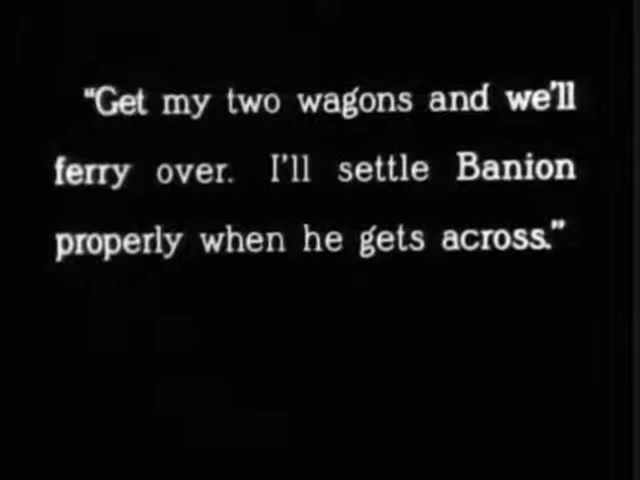 "Get my two wagons and we'll
ferry over. I'll settle Banion
properly when he gets across."